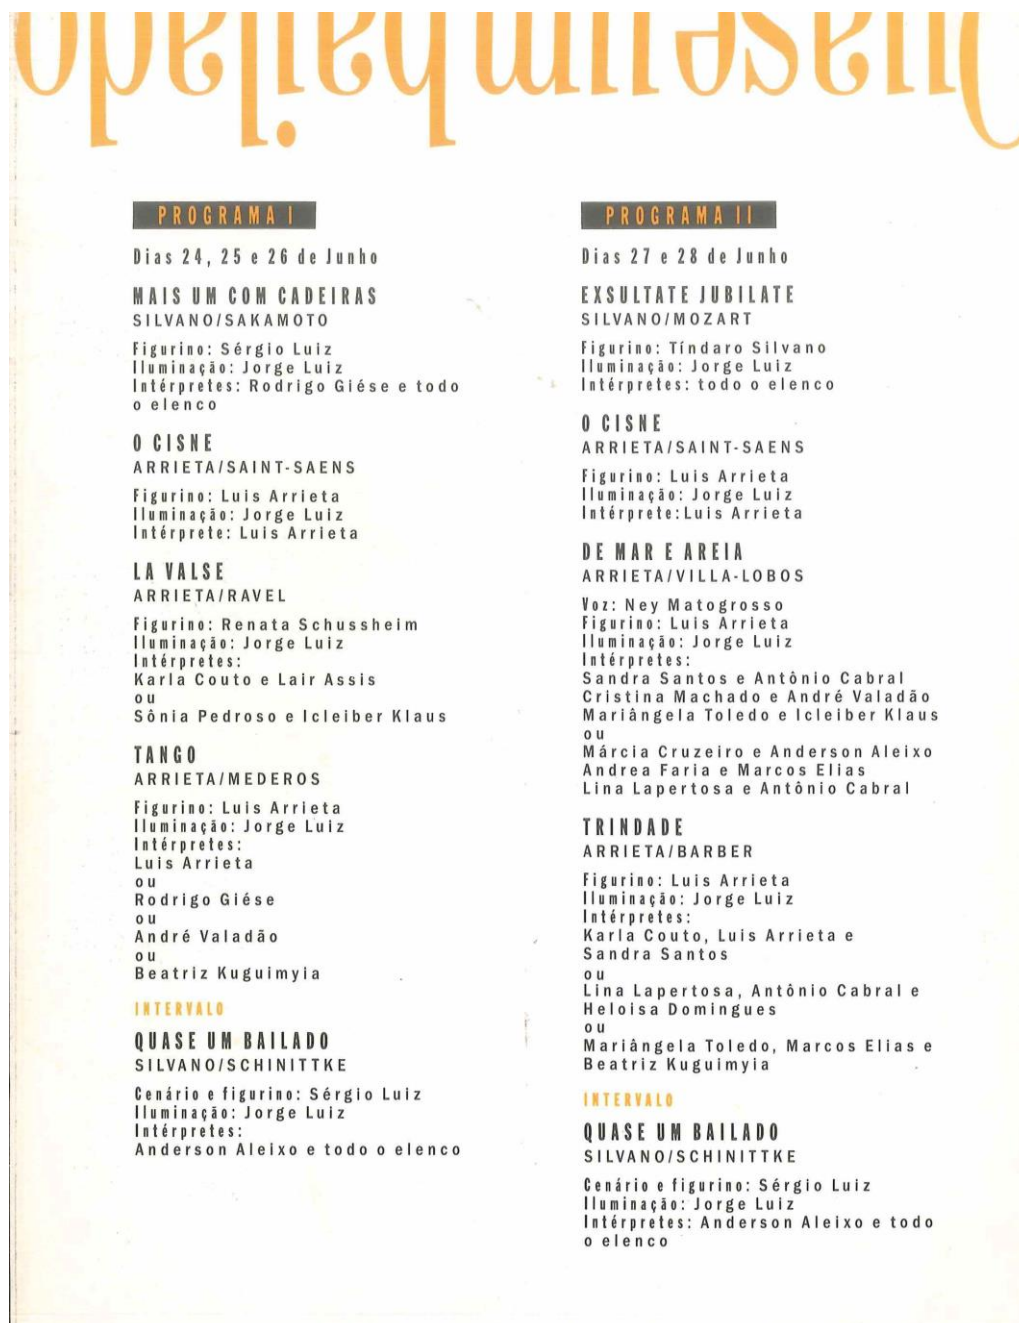 Quase um bailado
PROGRAMA I
Dias 24, 25 e 26 de Junho
MAIS UM COM CADEIRAS
SILVANO/SAKAMOTO
Figurino: Sérgio Luiz
Iluminação: Jorge Luiz
Intérpretes: Rodrigo Giése e todo
o elenco
O CISNE
ARRIETA/SAINT-SAENS
Figurino: Luis Arrieta
Iluminação: Jorge Luiz
Intérprete: Luis Arrieta
LA VALSE
ARRIETA/RAVEL
Figurino: Renata Schussheim
Iluminação: Jorge Luiz
Intérpretes:
Karla Couto e Lair Assis
ou
Sônia Pedroso e Icleiber Klaus
TANGO
ARRIETA/MEDEROS
Figurino: Luis Arrieta
Iluminação: Jorge Luiz
Intérpretes:
Luis Arrieta
ou
Rodrigo Giése
ou
André Valadão
ou
Beatriz Kuguimyia
INTERVALO
QUASE UM BAILADO
SILVANO/SCHINITTKE
Cenário e figurino: Sérgio Luiz
Iluminação: Jorge Luiz
Intérpretes:
Anderson Aleixo e todo o elenco
PROGRAMA II
Dias 27 e 28 de Junho
EXSULTATE JUBILATE
SILVANO/MOZART
Figurino: Tíndaro Silvano
Iluminação: Jorge Luiz
Intérpretes: todo o elenco
O CISNE
ARRIETA/SAINT-SAENS
Figurino: Luis Arrieta
Iluminação: Jorge Luiz
Intérprete:Luis Arrieta
DE MAR E AREIA
ARRIETA/VILLA-LOBOS
Voz: Ney Matogrosso
Figurino: Luis Arrieta
Iluminação: Jorge Luiz
Intérpretes:
Sandra Santos e Antônio Cabral
Cristina Machado e André Valadão
Mariângela Toledo e Icleiber Klaus
ou
Márcia Cruzeiro e Anderson Aleixo
Andrea Faria e Marcos Elias
Lina Lapertosa e Antônio Cabral
TRINDADE
ARRIETA/BARBER
Figurino: Luis Arrieta
Iluminação: Jorge Luiz
Intérpretes:
Karla Couto, Luis Arrieta e
Sandra Santos
ou
Lina Lapertosa, Antônio Cabral e
Heloisa Domingues
ou
Mariângela Toledo, Marcos Elias e
Beatriz Kuguimyia
INTERVALO
QUASE UM BAILADO
SILVANO/SCHINITTKE
Cenário e figurino: Sérgio Luiz
Iluminação: Jorge Luiz
Intérpretes: Anderson Aleixo e todo
o elenco